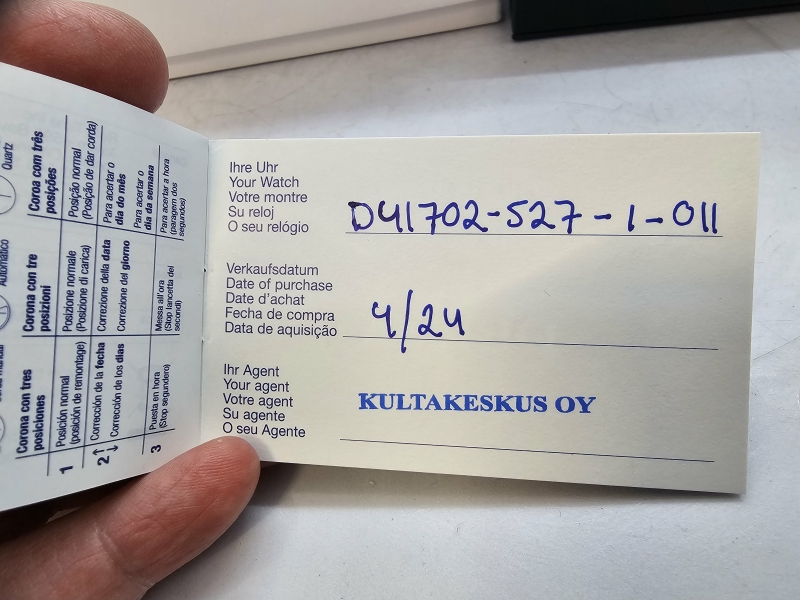 Ihre Uhr
Your Watch
Votre montre
Su reloj
O seu relógio
D41702-527-1-011
Verkaufsdatum
Date of purchase
Date d'achat
Fecha de compra
Data de aquisição
4/24
Ihr Agent
Your agent
Votre agent
Su agente
O seu Agente
KULTAKESKUS OY
Quartz
Coroa com três
posições
Posição normal
(Posição de dar corda)
Para acertar o
dia do mês
Para acertar o
dia da semana
Para acertar a hora
(paragem dos
segundos)
Automatico
Corona con tre
posizioni
Posizione normale
(Posizione di carica)
Correzione della data
Correzione del giorno
Messa all'ora
(Stop lancetta dei
secondi)
Corona con tres
posiciones
Posición normal
(posición de remontage)
Corrección de la fecha
Corrección de los días
Puesta en hora
(Stop segundero)
1
2↑
↓
3